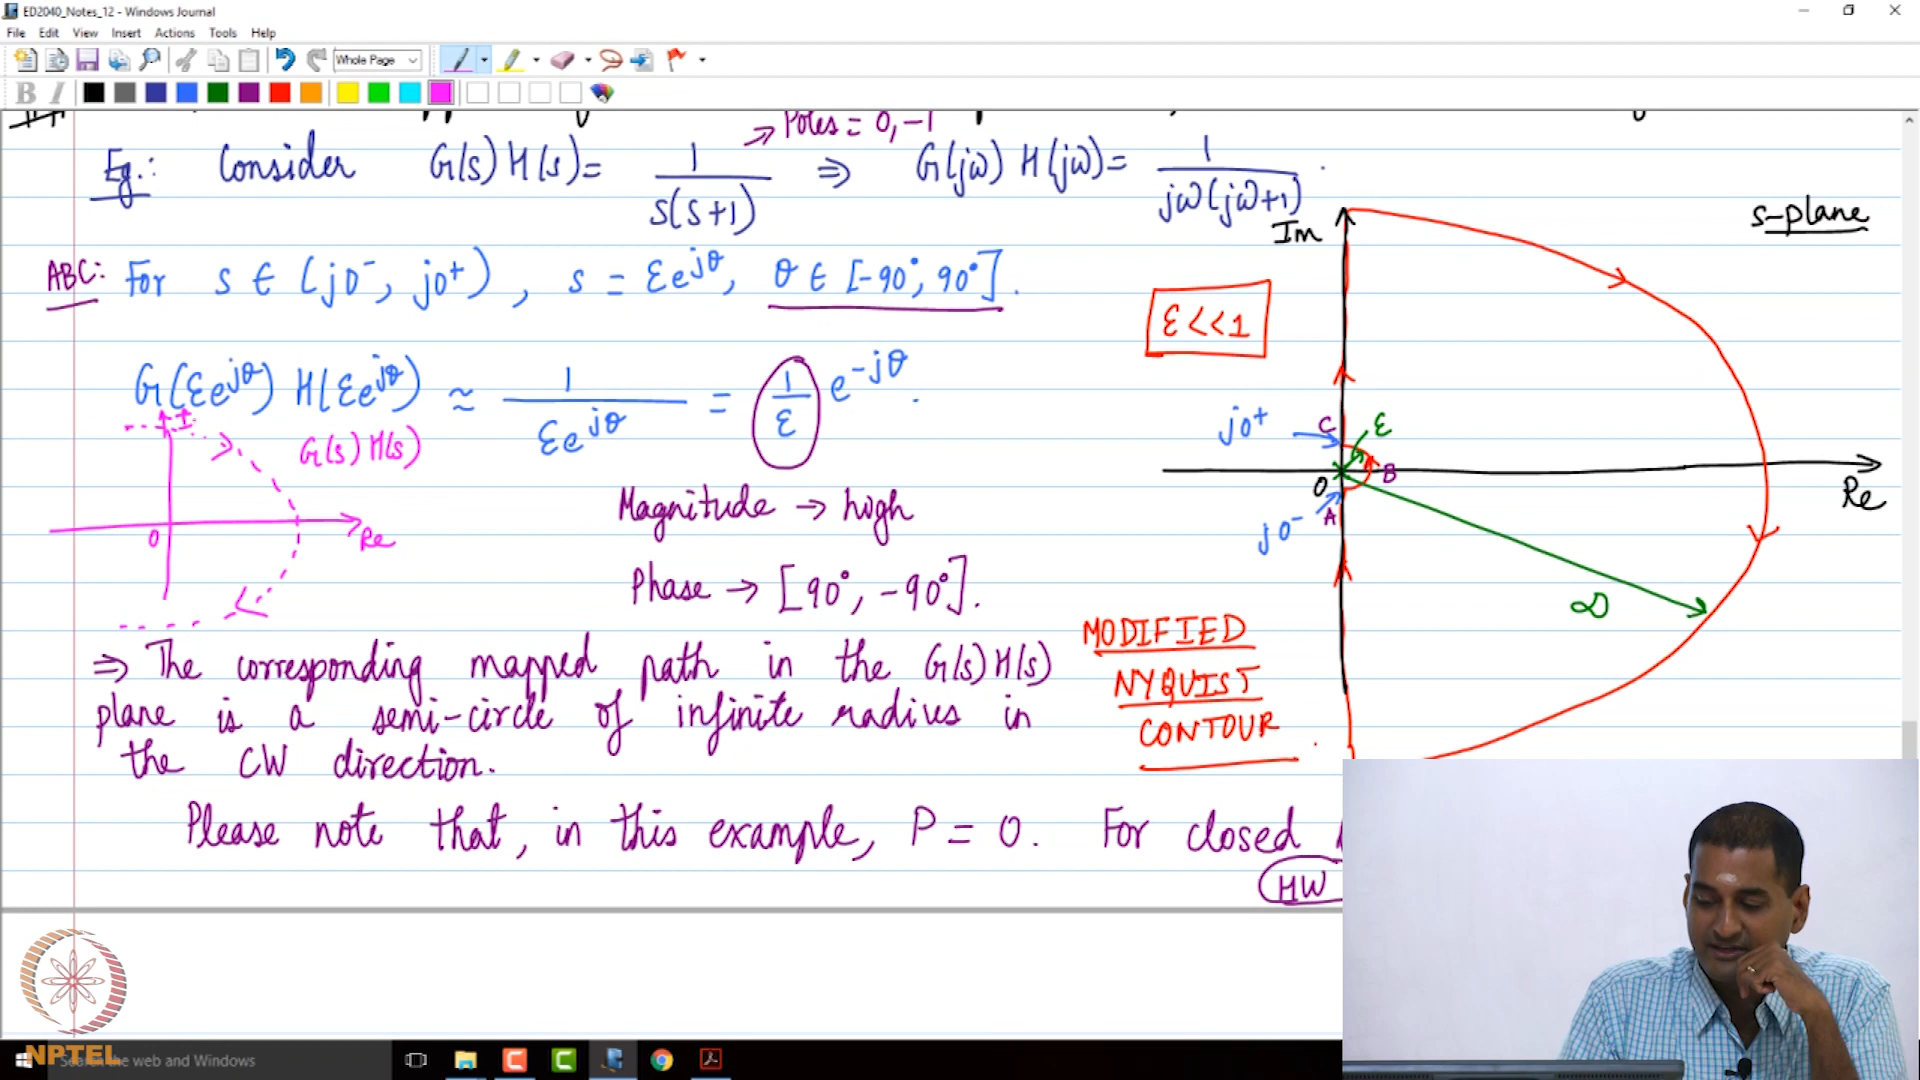 ED2040_Notes_12 - Windows Journal
File Edit View Insert Actions Tools Help
Whole Page
B I
→ Poles = 0, -1
Eg.: Consider G(s) H(s) = 1/s(s+1) ⇒ G(jω) H(jω) = 1/jω(jω+1).
ABC: For s ∈ (j0⁻, j0⁺), s = εe^jθ, θ ∈ [-90°, 90°].
G(εe^jθ) H(εe^jθ) ≈ 1/εe^jθ = 1/ε e^-jθ.
G(s) H(s)
0
Re
Magnitude → high
Phase → [90°, -90°].
⇒ The corresponding mapped path in the G(s) H(s)
plane is a semi-circle of infinite radius in
the CW direction.
Please note that, in this example, P = 0. For closed
HW
s-plane
Im
ε<<1
j0⁺
C
ε
B
O
A
j0⁻
Re
∞
MODIFIED
NYQUIST
CONTOUR
NPTEL
Search the web and Windows